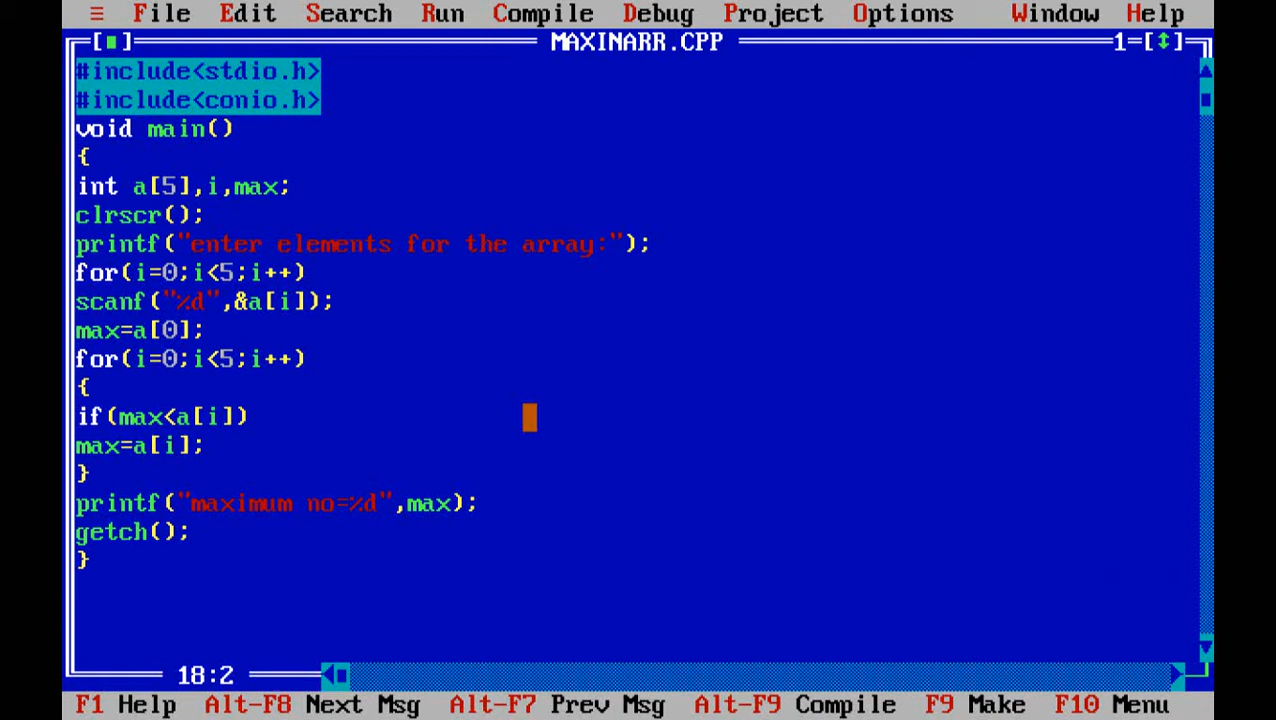 ≡ File Edit Search Run Compile Debug Project Options Window Help
[■] MAXINARR.CPP 1=[↕]
#include<stdio.h>
#include<conio.h>
void main()
{
int a[5],i,max;
clrscr();
printf("enter elements for the array:");
for(i=0;i<5;i++)
scanf("%d",&a[i]);
max=a[0];
for(i=0;i<5;i++)
{
if(max<a[i])
max=a[i];
}
printf("maximum no=%d",max);
getch();
}
18:2
F1 Help Alt-F8 Next Msg Alt-F7 Prev Msg Alt-F9 Compile F9 Make F10 Menu